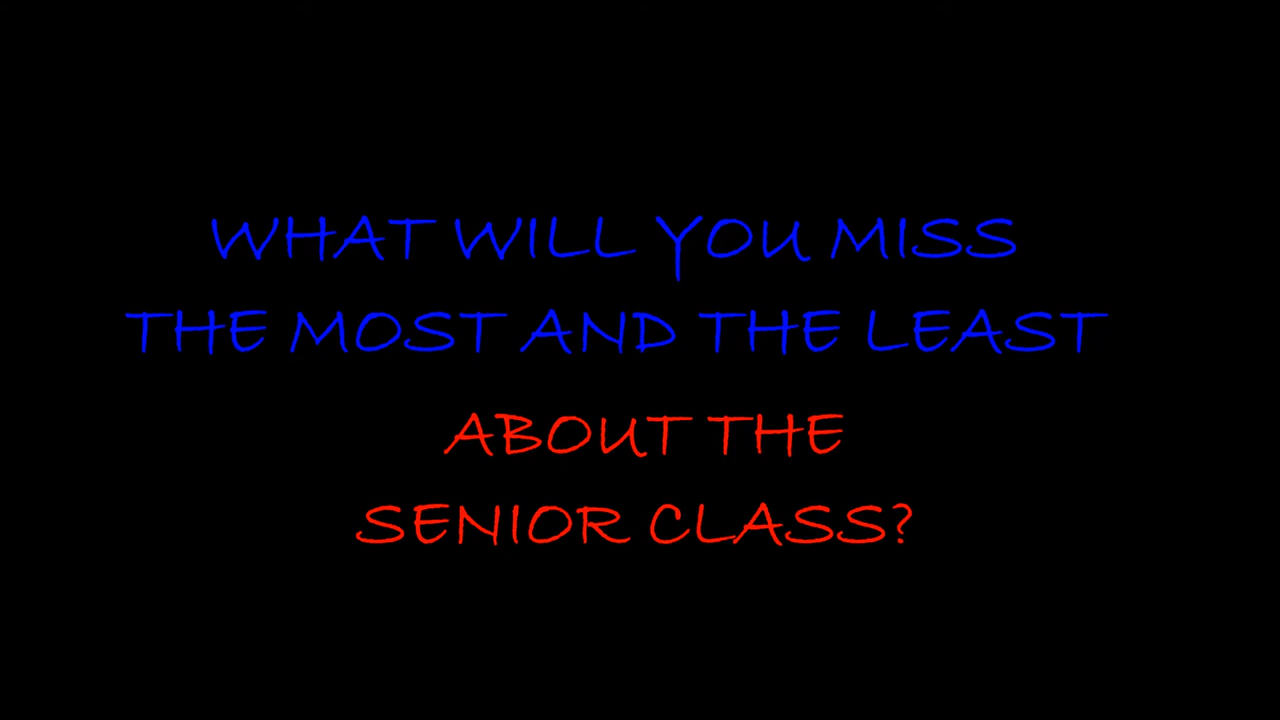 WHAT WILL YOU MISS
THE MOST AND THE LEAST
ABOUT THE
SENIOR CLASS?